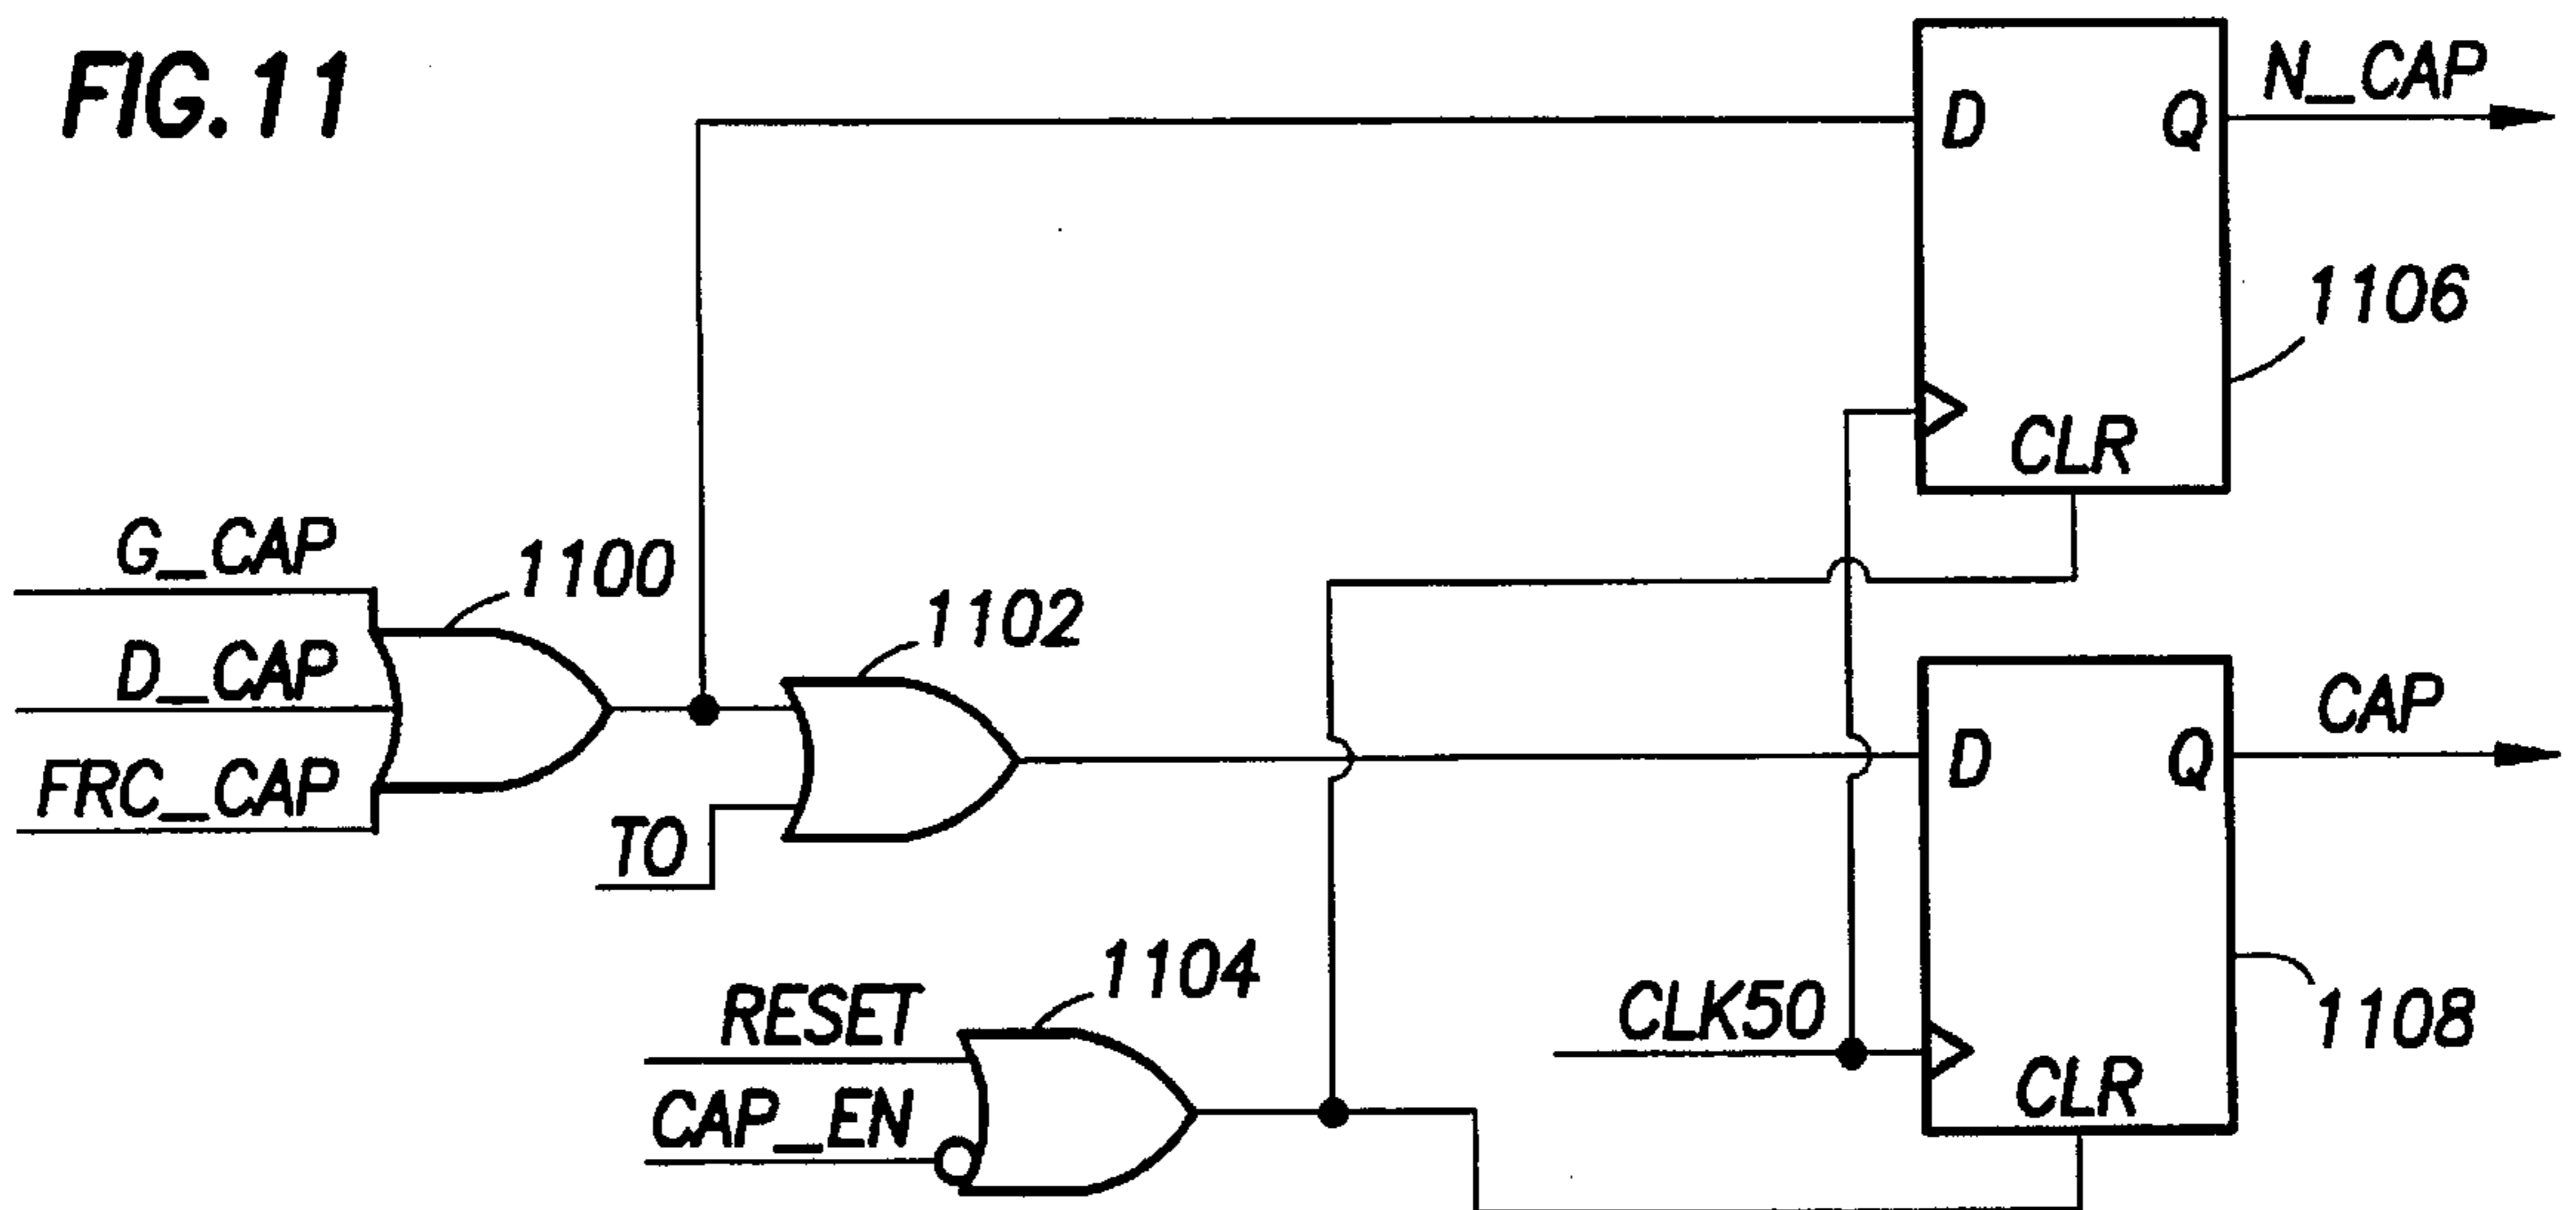 FIG.11
N_CAP
D Q
1106
CLR
G_CAP
1100
D_CAP
1102
FRC_CAP
TO
CAP
D Q
1104
RESET
CLK50
1108
CAP_EN
CLR